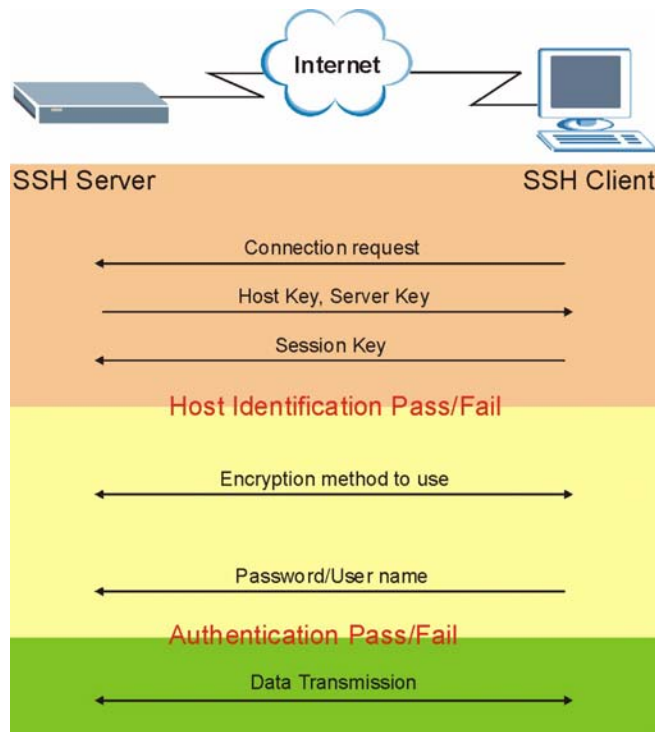 Internet
SSH Server
SSH Client
Connection request
Host Key, Server Key
Session Key
Host Identification Pass/Fail
Encryption method to use
Password/User name
Authentication Pass/Fail
Data Transmission